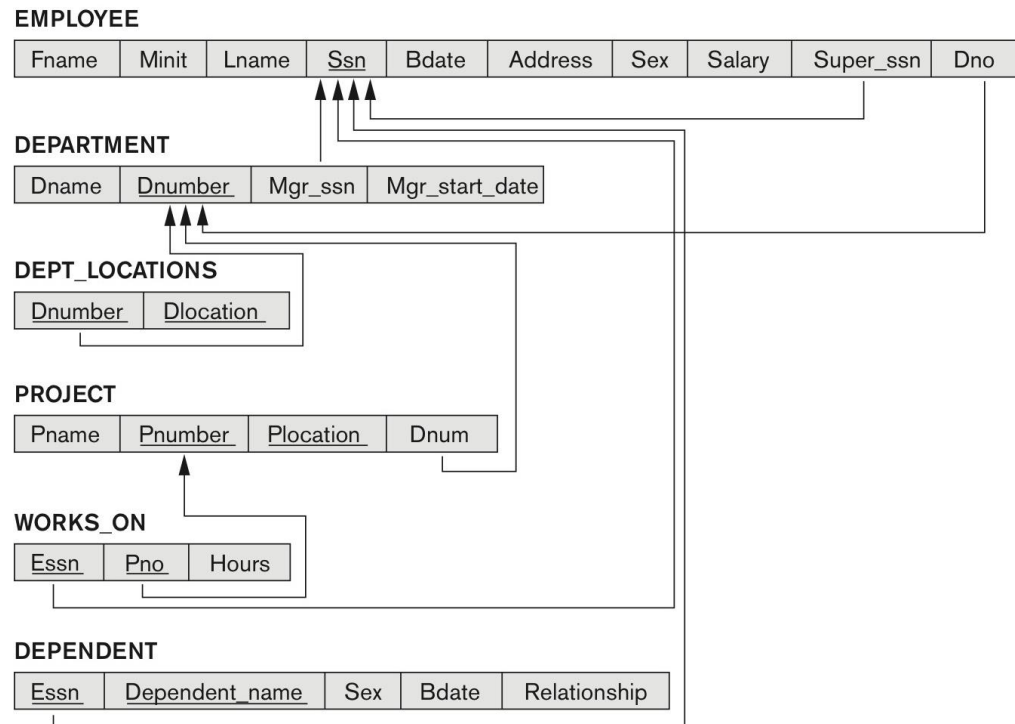 EMPLOYEE
Fname Minit Lname Ssn Bdate Address Sex Salary Super_ssn Dno
DEPARTMENT
Dname Dnumber Mgr_ssn Mgr_start_date
DEPT_LOCATIONS
Dnumber Dlocation
PROJECT
Pname Pnumber Plocation Dnum
WORKS_ON
Essn Pno Hours
DEPENDENT
Essn Dependent_name Sex Bdate Relationship